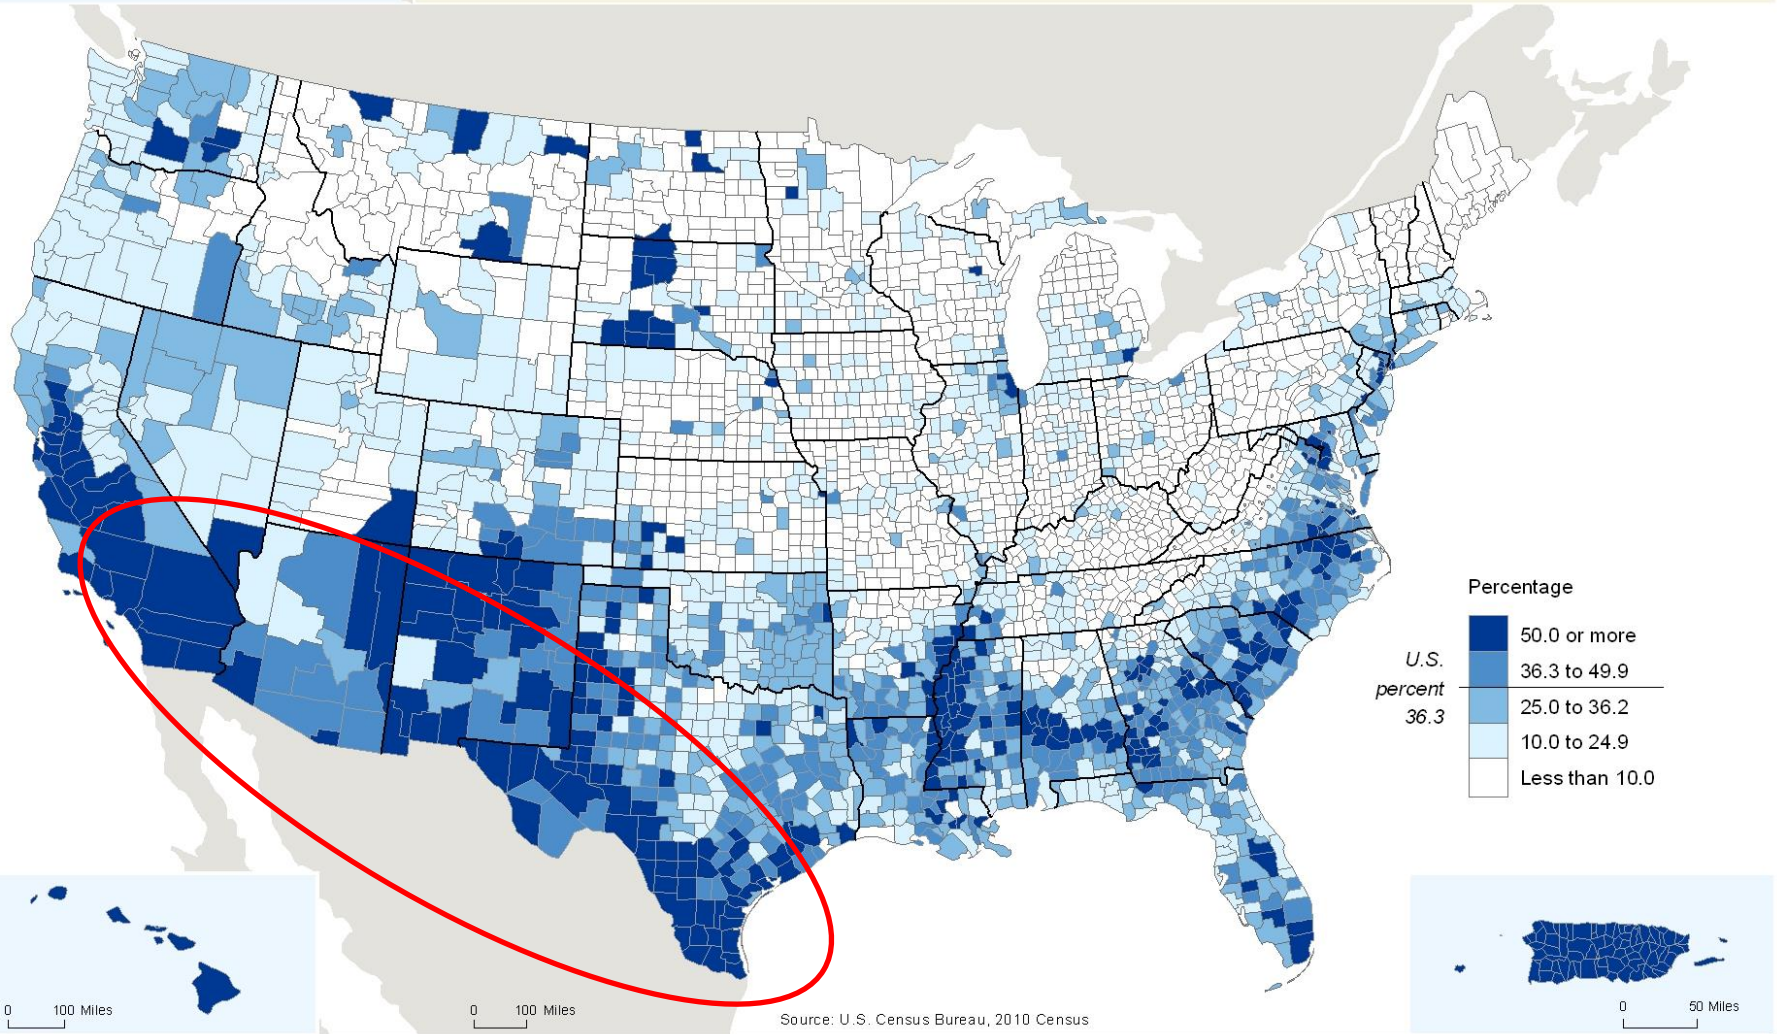 Percentage
50.0 or more
36.3 to 49.9
25.0 to 36.2
10.0 to 24.9
Less than 10.0
U.S.
percent
36.3
0 100 Miles
0 100 Miles
Source: U.S. Census Bureau, 2010 Census
0 50 Miles